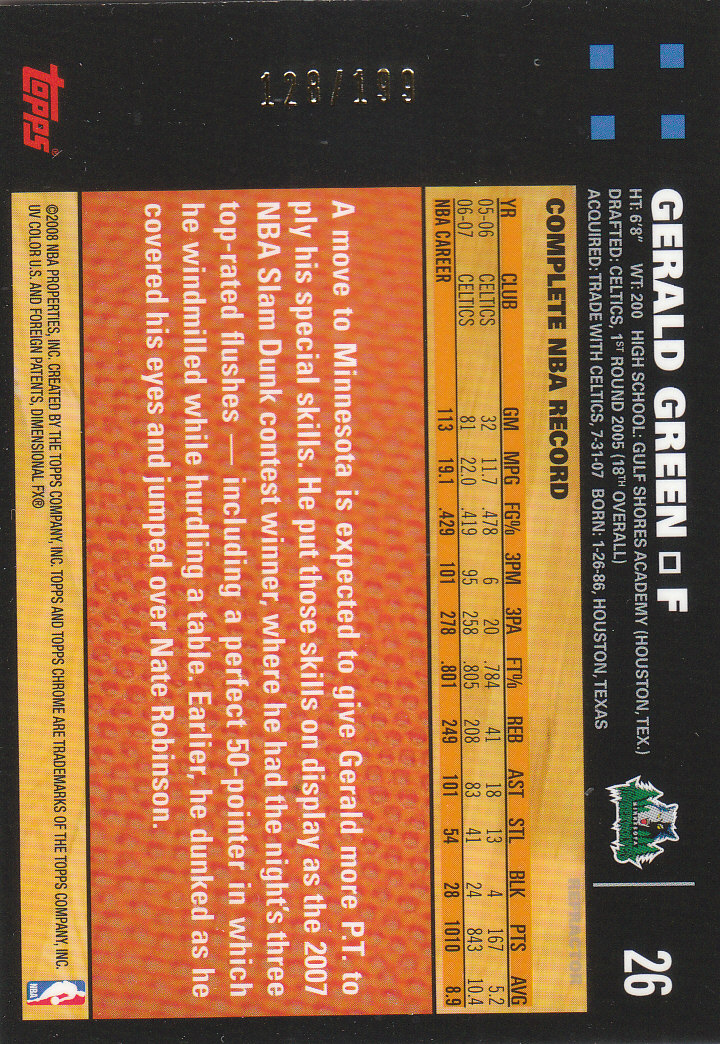 GERALD GREEN □ F
26
HT: 6'8" WT: 200 HIGH SCHOOL: GULF SHORES ACADEMY (HOUSTON, TEX.)
DRAFTED: CELTICS, 1ST ROUND 2005 (18TH OVERALL)
ACQUIRED: TRADE WITH CELTICS, 7-31-07 BORN: 1-26-86, HOUSTON, TEXAS
MINNESOTA
REFRACTOR
COMPLETE NBA RECORD
YR CLUB GM MPG FG% 3PM 3PA FT% REB AST STL BLK PTS AVG
05-06 CELTICS 32 11.7 .478 6 20 .784 41 18 13 4 167 5.2
06-07 CELTICS 81 22.0 .419 95 258 .805 208 83 41 24 843 10.4
NBA CAREER 113 19.1 .429 101 278 .801 249 101 54 28 1010 8.9
A move to Minnesota is expected to give Gerald more P.T. to
ply his special skills. He put those skills on display as the 2007
NBA Slam Dunk contest winner, where he had the night's three
top-rated flushes — including a perfect 50-pointer in which
he windmilled while hurdling a table. Earlier, he dunked as he
covered his eyes and jumped over Nate Robinson.
128/199
topps®
©2008 NBA PROPERTIES, INC. CREATED BY THE TOPPS COMPANY, INC. TOPPS AND TOPPS CHROME ARE TRADEMARKS OF THE TOPPS COMPANY, INC.
UV COLOR U.S. AND FOREIGN PATENTS, DIMENSIONAL FX®
NBA